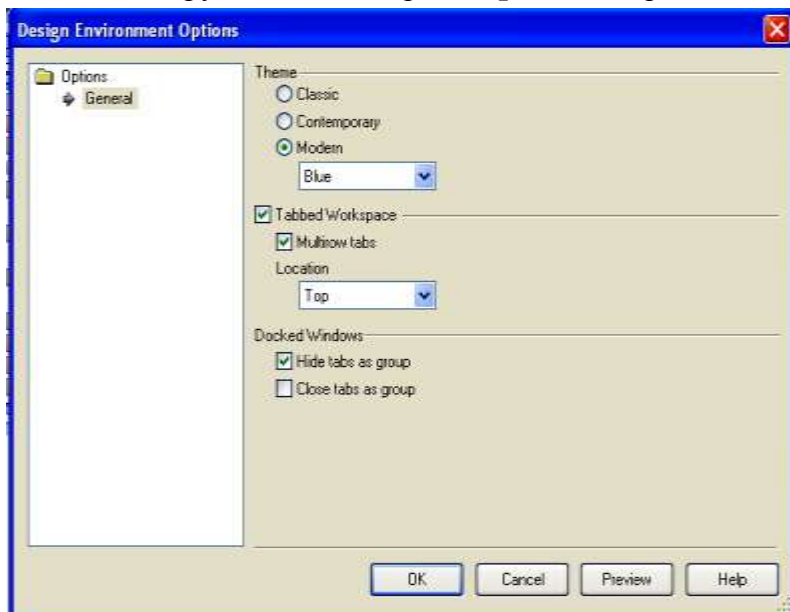 Design Environment Options
Options
General
Theme
Classic
Contemporary
Modern
Blue
Tabbed Workspace
Multirow tabs
Location
Top
Docked Windows
Hide tabs as group
Close tabs as group
OK
Cancel
Preview
Help